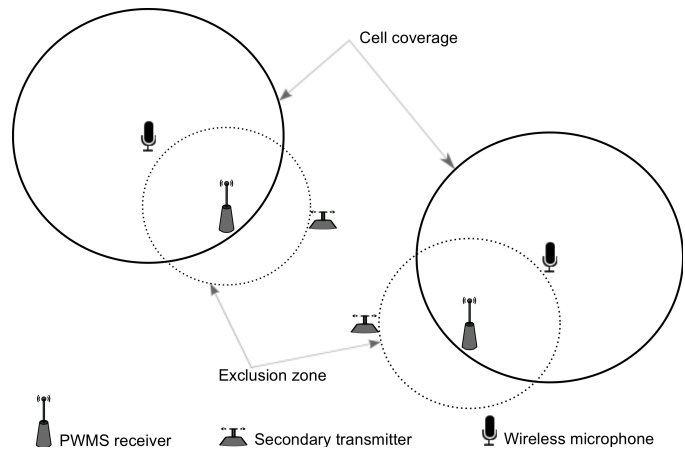 Cell coverage
Exclusion zone
PWMS receiver
Secondary transmitter
Wireless microphone